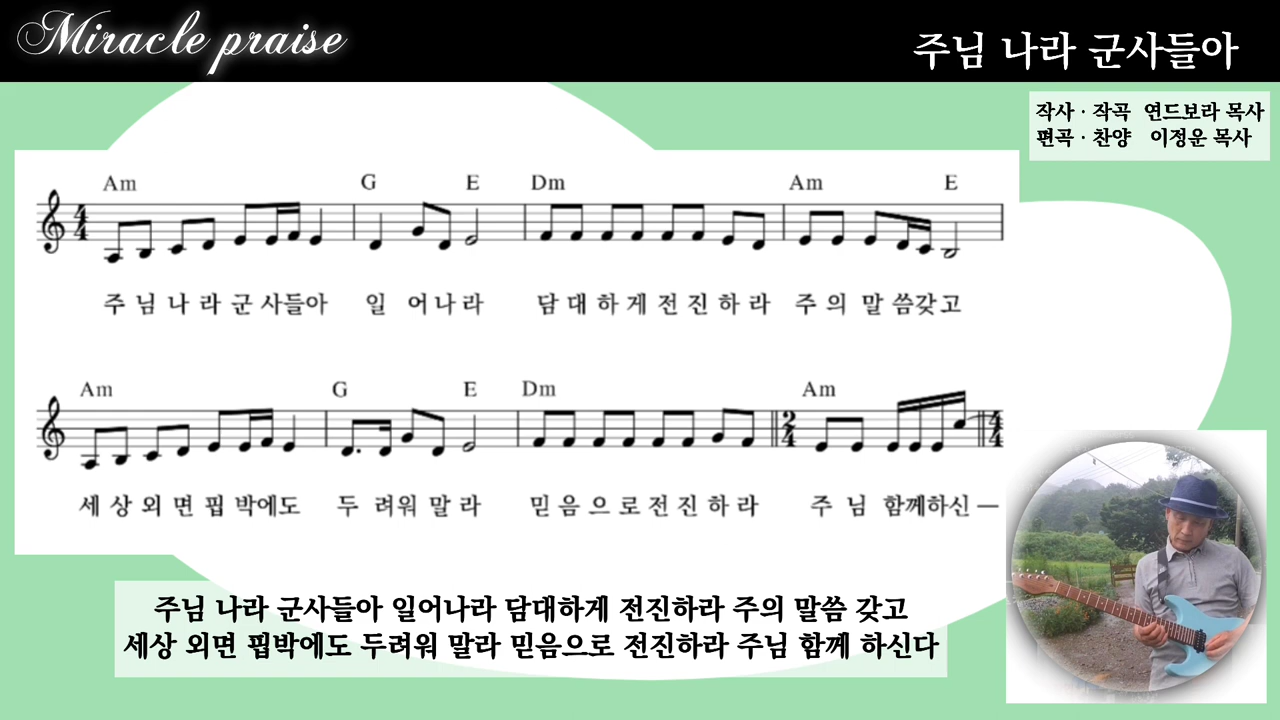 Miracle praise
주님 나라 군사들아
작사 · 작곡 연드보라 목사
편곡 · 찬양 이정운 목사
Am G E Dm Am E
4 4
주 님 나 라 군 사들아 일 어나라 담대하게전진하라 주의 말 씀갖고
Am G E Dm Am
2 4 4 4
세 상 외 면 핍 박에도 두 려워 말 라 믿음으로전진하라 주 님 함께하신 —
주님 나라 군사들아 일어나라 담대하게 전진하라 주의 말씀 갖고
세상 외면 핍박에도 두려워 말라 믿음으로 전진하라 주님 함께 하신다